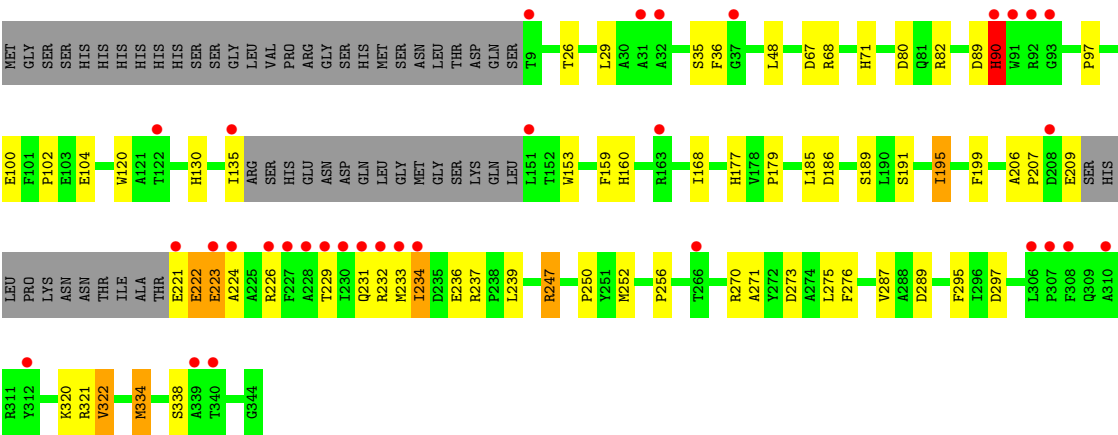 MET GLY SER SER HIS HIS HIS HIS HIS HIS SER SER GLY LEU VAL PRO ARG GLY SER HIS MET SER ASN LEU THR ASP GLN SER T9 T26 L29 A30 A31 A32 S35 F36 G37 L48 D67 R68 H71 D80 Q81 R82 D89 H90 W91 R92 G93 P97
E100 F101 P102 E103 E104 W120 A121 T122 H130 I135 ARG SER HIS GLU ASN ASP GLN LEU GLY MET GLY SER LYS GLN LEU L151 T152 W153 F159 H160 R163 I168 H177 V178 P179 L185 D186 S189 L190 S191 I195 F199 A206 P207 D208 E209 SER HIS
LEU PRO LYS ASN ASN THR ILE ALA THR E221 E222 E223 A224 A225 R226 F227 A228 T229 I230 Q231 R232 M233 I234 D235 E236 R237 P238 L239 R247 P250 Y251 M252 P256 T266 R270 A271 Y272 D273 A274 L275 F276 V287 A288 D289 F295 I296 D297 L306 P307 F308 Q309 A310
R311 Y312 K320 R321 V322 M334 S338 A339 T340 G344